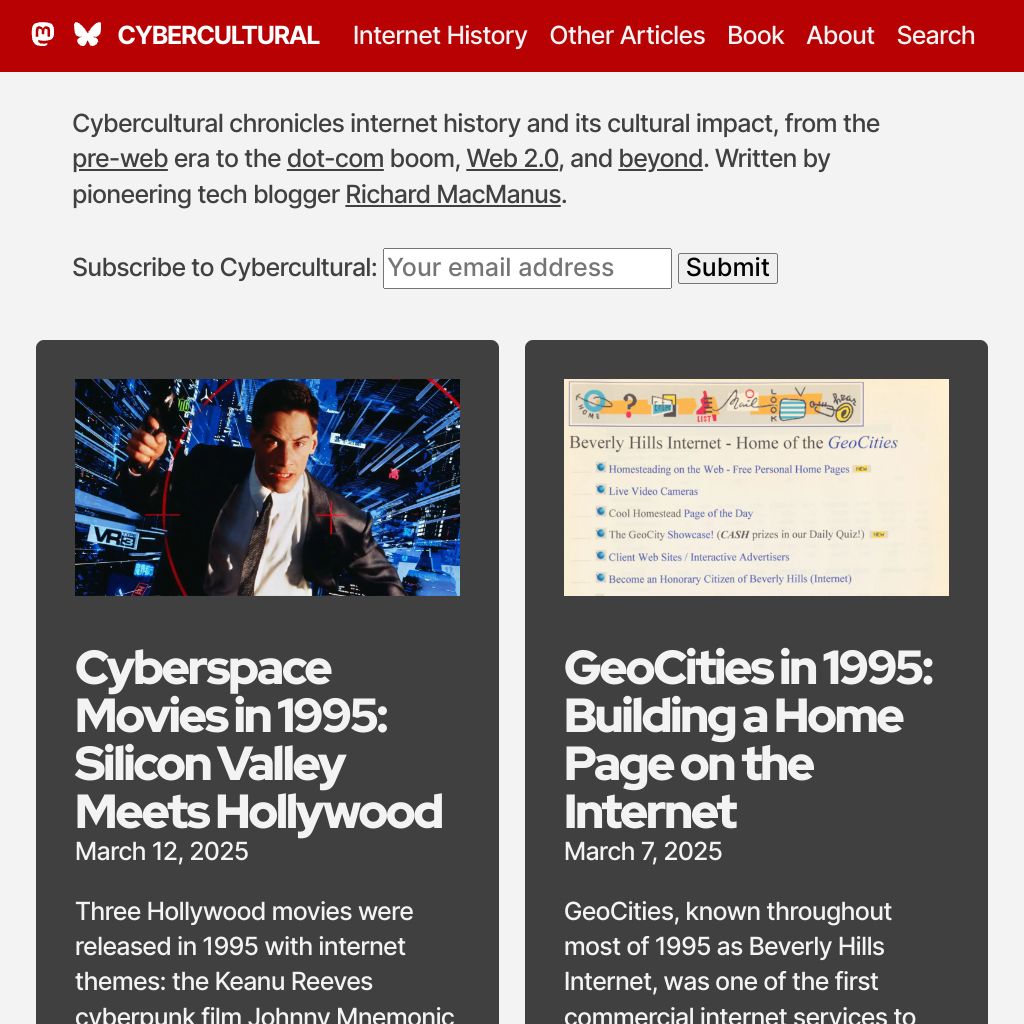 CYBERCULTURAL Internet History Other Articles Book About Search
Cybercultural chronicles internet history and its cultural impact, from the
pre-web era to the dot-com boom, Web 2.0, and beyond. Written by
pioneering tech blogger Richard MacManus.
Subscribe to Cybercultural: Your email address Submit
VR3
Cyberspace
Movies in 1995:
Silicon Valley
Meets Hollywood
March 12, 2025
Three Hollywood movies were
released in 1995 with internet
themes: the Keanu Reeves
cyberpunk film Johnny Mnemonic
HOME ? LIST Mail LOOK hear
Beverly Hills Internet - Home of the GeoCities
Homesteading on the Web - Free Personal Home Pages NEW
Live Video Cameras
Cool Homestead Page of the Day
The GeoCity Showcase! (CASH prizes in our Daily Quiz!) NEW
Client Web Sites / Interactive Advertisers
Become an Honorary Citizen of Beverly Hills (Internet)
GeoCities in 1995:
Building a Home
Page on the
Internet
March 7, 2025
GeoCities, known throughout
most of 1995 as Beverly Hills
Internet, was one of the first
commercial internet services to